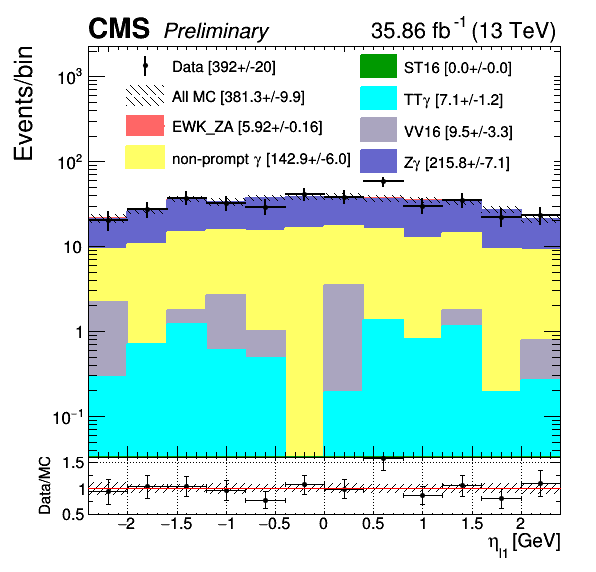 CMS Preliminary 35.86 fb⁻¹ (13 TeV)
Events/bin
Data [392+/-20]
All MC [381.3+/-9.9]
EWK_ZA [5.92+/-0.16]
non-prompt γ [142.9+/-6.0]
ST16 [0.0+/-0.0]
TTγ [7.1+/-1.2]
VV16 [9.5+/-3.3]
Zγ [215.8+/-7.1]
10³
10²
10
1
10⁻¹
Data/MC
1.5
1
0.5
−2 −1.5 −1 −0.5 0 0.5 1 1.5 2
η_l1 [GeV]